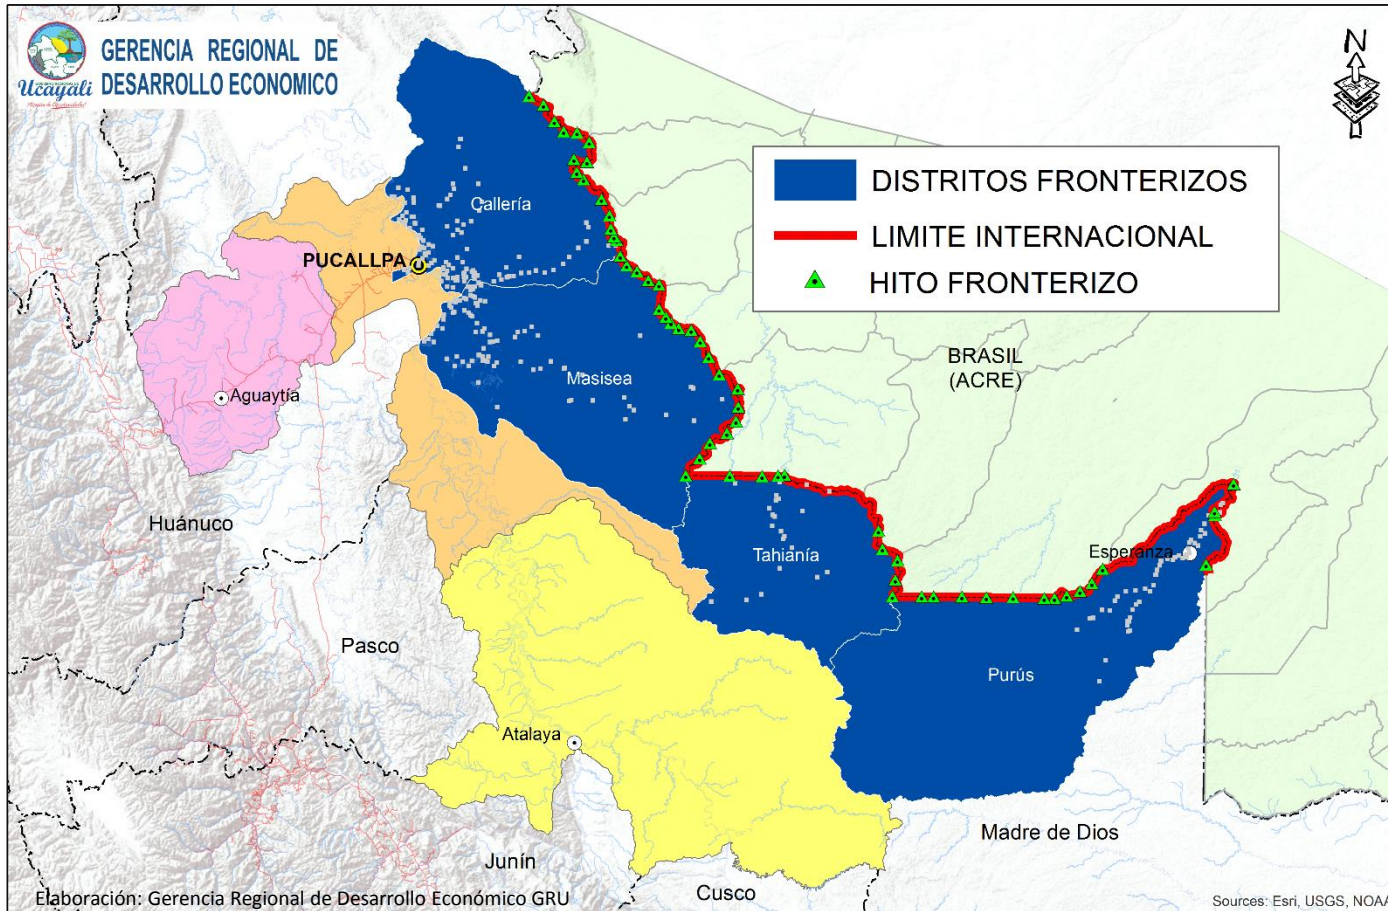 GERENCIA REGIONAL DE
DESARROLLO ECONOMICO
Ucayali
N
DISTRITOS FRONTERIZOS
LIMITE INTERNACIONAL
HITO FRONTERIZO
Callería
PUCALLPA
BRASIL
(ACRE)
Masisea
Aguaytía
Huánuco
Tahianía
Esperanza
Pasco
Purús
Atalaya
Madre de Dios
Junín
Cusco
Elaboración: Gerencia Regional de Desarrollo Económico GRU
Sources: Esri, USGS, NOAA